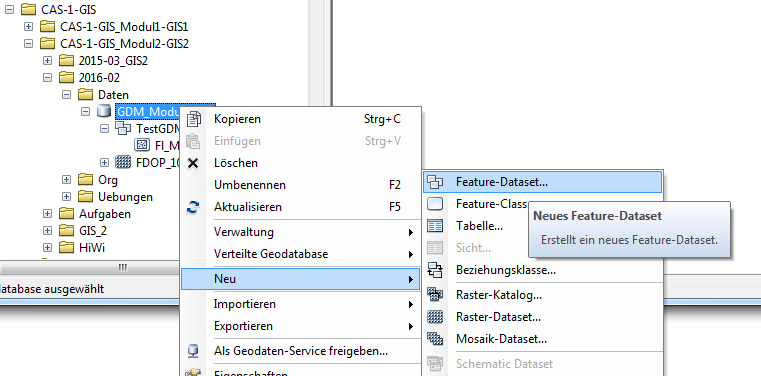 CAS-1-GIS
CAS-1-GIS_Modul1-GIS1
CAS-1-GIS_Modul2-GIS2
2015-03_GIS2
2016-02
Daten
GDM_Modu
TestGDM
FI_M
FDOP_10
Org
Uebungen
Aufgaben
GIS_2
HiWi
atabase ausgewählt
Kopieren Strg+C
Einfügen Strg+V
Löschen
Umbenennen F2
Aktualisieren F5
Verwaltung
Verteilte Geodatabase
Neu
Importieren
Exportieren
Als Geodaten-Service freigeben...
Eigenschaften
Feature-Dataset...
Feature-Class
Tabelle...
Sicht...
Beziehungsklasse...
Raster-Katalog...
Raster-Dataset...
Mosaik-Dataset...
Schematic Dataset
Neues Feature-Dataset
Erstellt ein neues Feature-Dataset.